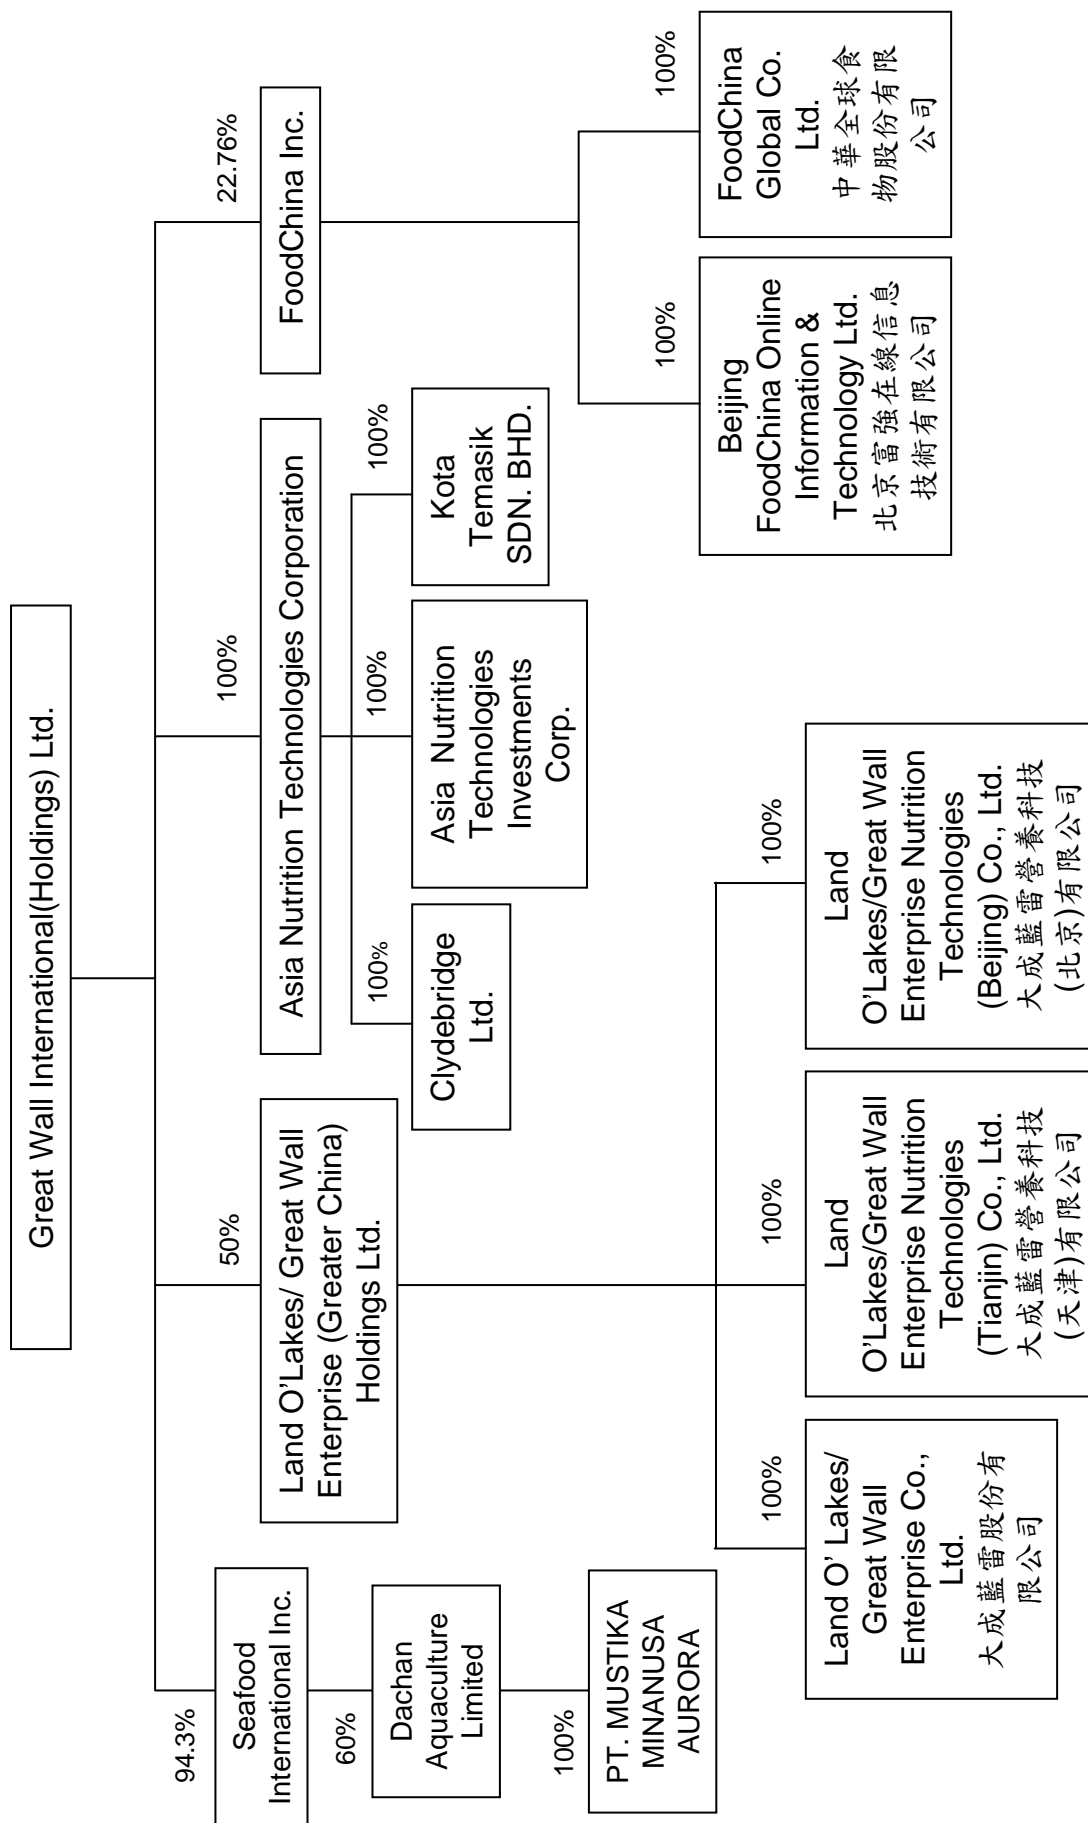 Great Wall International(Holdings) Ltd.
94.3%
Seafood
International Inc.
60%
Dachan
Aquaculture
Limited
100%
PT. MUSTIKA
MINANUSA
AURORA
50%
Land O'Lakes/ Great Wall
Enterprise (Greater China)
Holdings Ltd.
100%
Land O' Lakes/
Great Wall
Enterprise Co.,
Ltd.
大成藍雷股份有
限公司
100%
Land
O'Lakes/Great Wall
Enterprise Nutrition
Technologies
(Tianjin) Co., Ltd.
大成藍雷營養科技
(天津)有限公司
100%
Land
O'Lakes/Great Wall
Enterprise Nutrition
Technologies
(Beijing) Co., Ltd.
大成藍雷營養科技
(北京)有限公司
100%
Asia Nutrition Technologies Corporation
100%
Clydebridge
Ltd.
100%
Asia Nutrition
Technologies
Investments
Corp.
100%
Kota
Temasik
SDN. BHD.
22.76%
FoodChina Inc.
100%
Beijing
FoodChina Online
Information &
Technology Ltd.
北京富強在線信息
技術有限公司
100%
FoodChina
Global Co.
Ltd.
中華全球食
物股份有限
公司